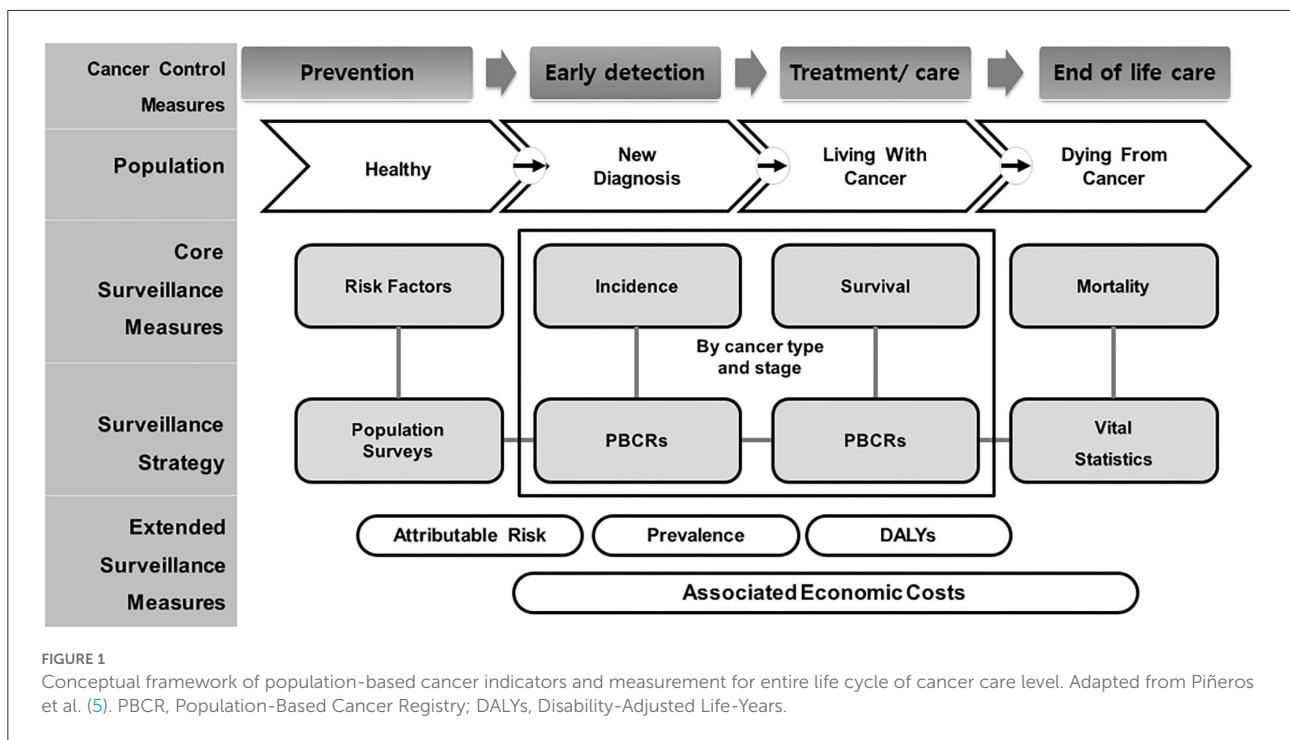 Cancer Control
Measures
Prevention
Early detection
Treatment/ care
End of life care
Population
Healthy
New
Diagnosis
Living With
Cancer
Dying From
Cancer
Core
Surveillance
Measures
Risk Factors
Incidence
Survival
Mortality
By cancer type
and stage
Surveillance
Strategy
Population
Surveys
PBCRs
PBCRs
Vital
Statistics
Extended
Surveillance
Measures
Attributable Risk
Prevalence
DALYs
Associated Economic Costs
FIGURE 1
Conceptual framework of population-based cancer indicators and measurement for entire life cycle of cancer care level. Adapted from Piñeros
et al. (5). PBCR, Population-Based Cancer Registry; DALYs, Disability-Adjusted Life-Years.